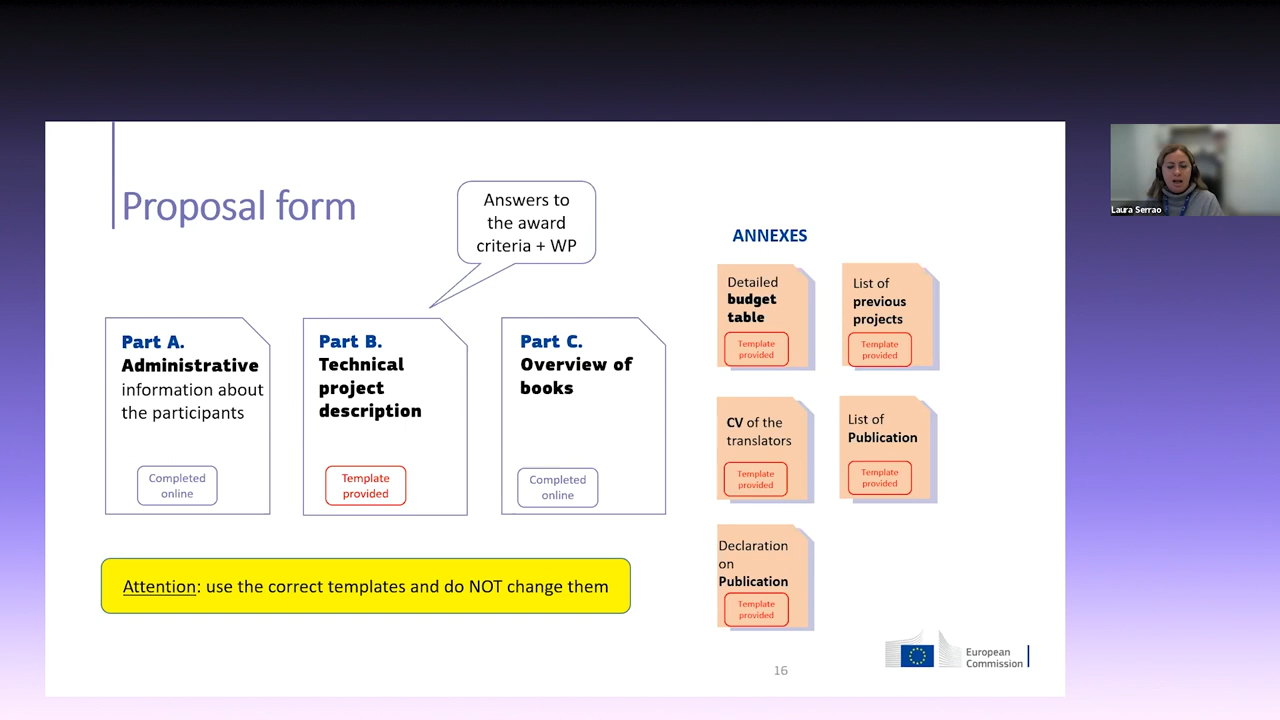 Proposal form
Answers to
the award
criteria + WP
Part A.
Administrative
information about
the participants
Completed
online
Part B.
Technical
project
description
Template
provided
Part C.
Overview of
books
Completed
online
Attention: use the correct templates and do NOT change them
ANNEXES
Detailed
budget
table
Template
provided
List of
previous
projects
Template
provided
CV of the
translators
Template
provided
List of
Publication
Template
provided
Declaration
on
Publication
Template
provided
16
European
Commission
Laura Serrao